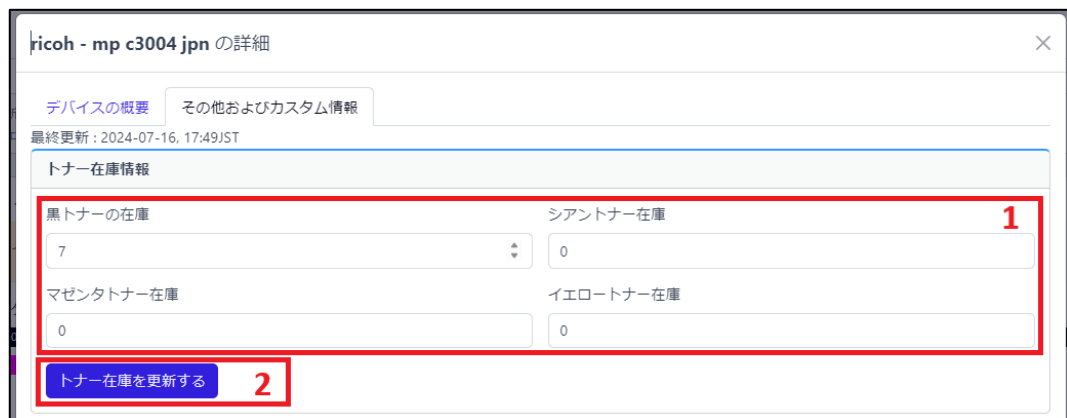 ricoh - mp c3004 jpn の詳細
デバイスの概要 その他およびカスタム情報
最終更新 : 2024-07-16, 17:49JST
トナー在庫情報
黒トナーの在庫 シアントナー在庫 1
7 0
マゼンタトナー在庫 イエロートナー在庫
0 0
トナー在庫を更新する 2